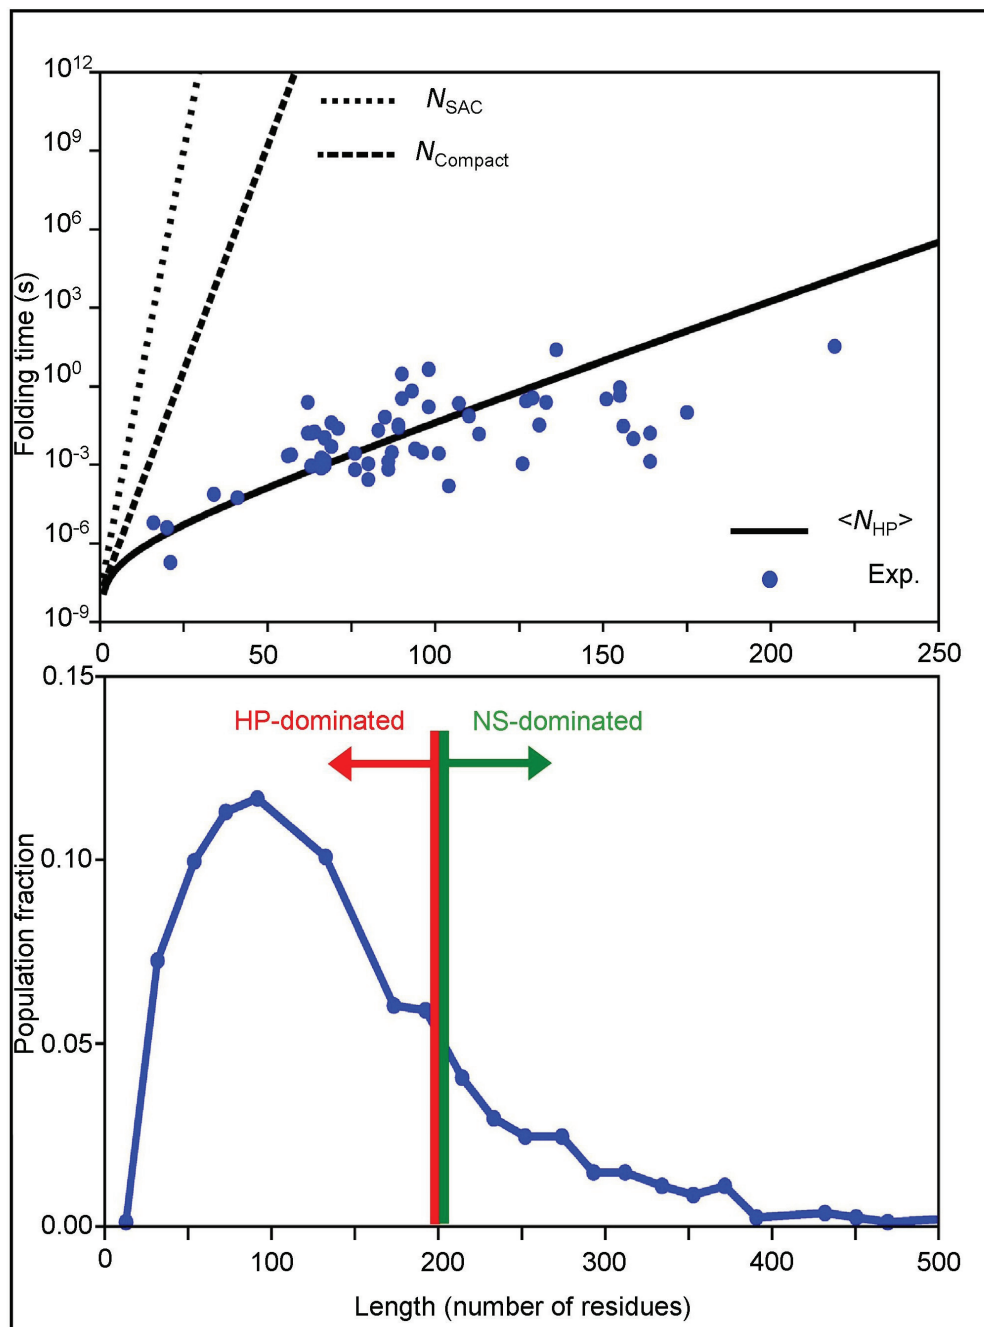 10^12
10^9
10^6
10^3
10^0
10^-3
10^-6
10^-9
Folding time (s)
N_SAC
N_Compact
<N_HP>
Exp.
0 50 100 150 200 250
0.15
0.10
0.05
0.00
Population fraction
HP-dominated NS-dominated
0 100 200 300 400 500
Length (number of residues)